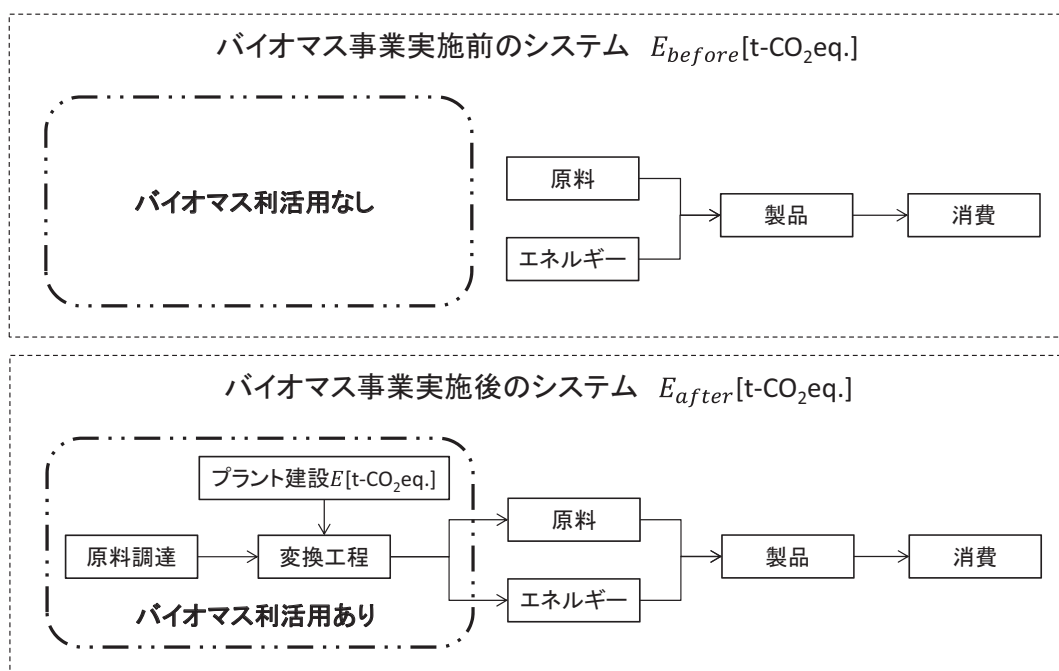 バイオマス事業実施前のシステム E_before[t-CO₂eq.]
バイオマス利活用なし
原料
エネルギー
製品
消費
バイオマス事業実施後のシステム E_after[t-CO₂eq.]
プラント建設E[t-CO₂eq.]
原料調達
変換工程
バイオマス利活用あり
原料
エネルギー
製品
消費